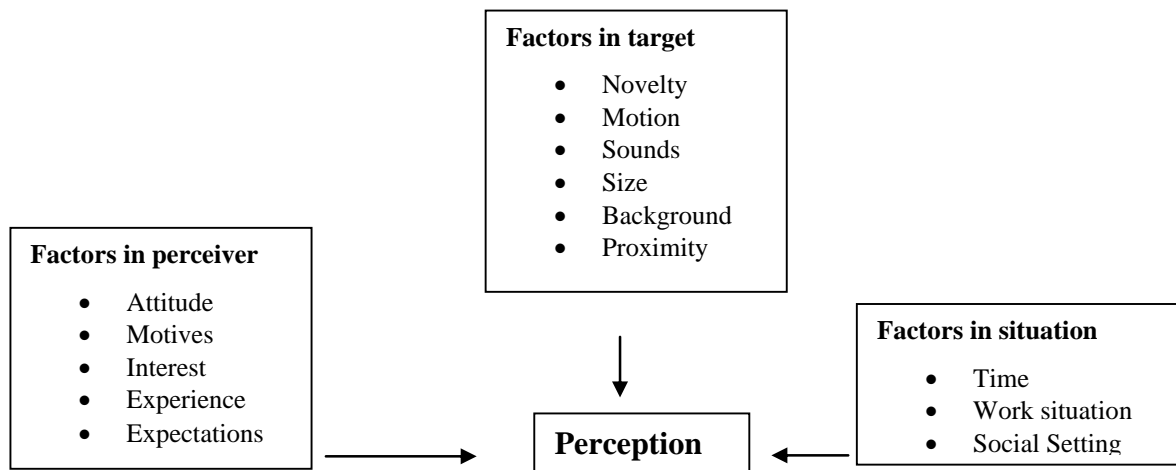 Factors in target
• Novelty
• Motion
• Sounds
• Size
• Background
• Proximity
Factors in perceiver
• Attitude
• Motives
• Interest
• Experience
• Expectations
Factors in situation
• Time
• Work situation
• Social Setting
Perception